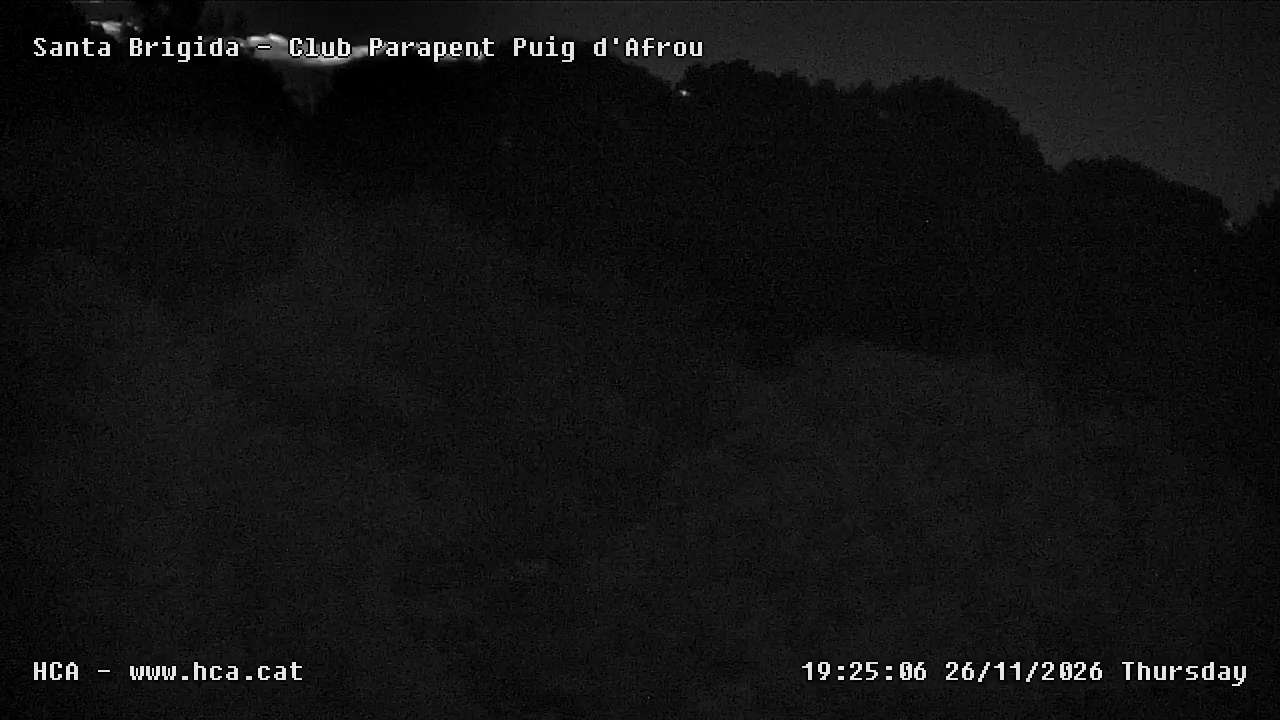 Santa Brigida - Club Parapent Puig d'Afrou
HCA - www.hca.cat
19:25:06 26/11/2026 Thursday